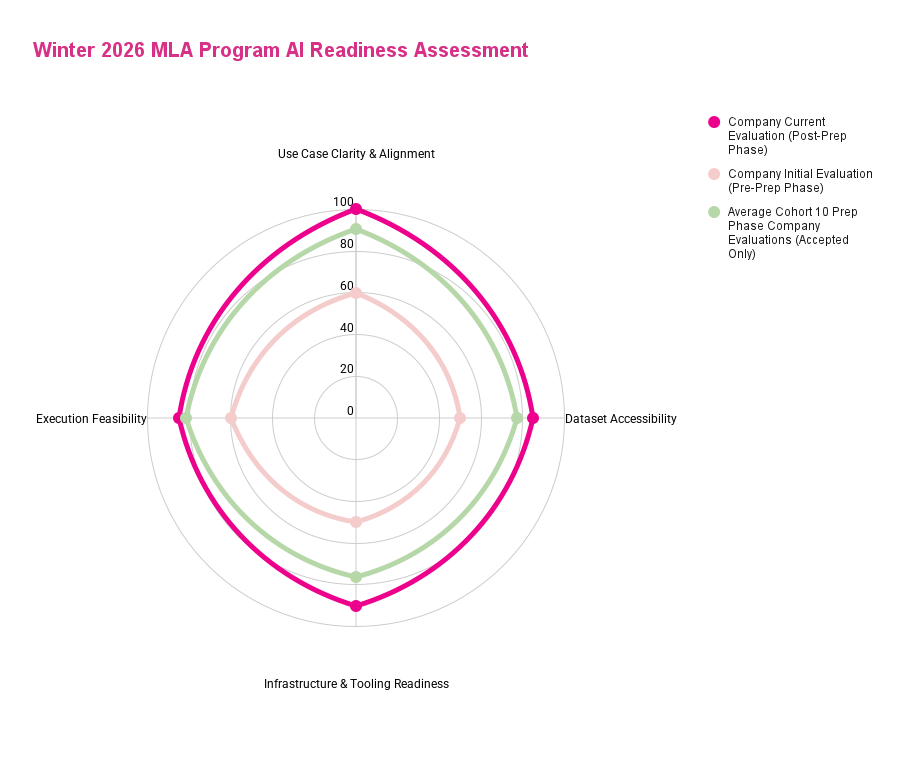 Winter 2026 MLA Program AI Readiness Assessment
Company Current
Evaluation (Post-Prep
Phase)
Company Initial Evaluation
(Pre-Prep Phase)
Average Cohort 10 Prep
Phase Company
Evaluations (Accepted
Only)
Use Case Clarity & Alignment
100
80
60
40
20
0
Execution Feasibility
Dataset Accessibility
Infrastructure & Tooling Readiness